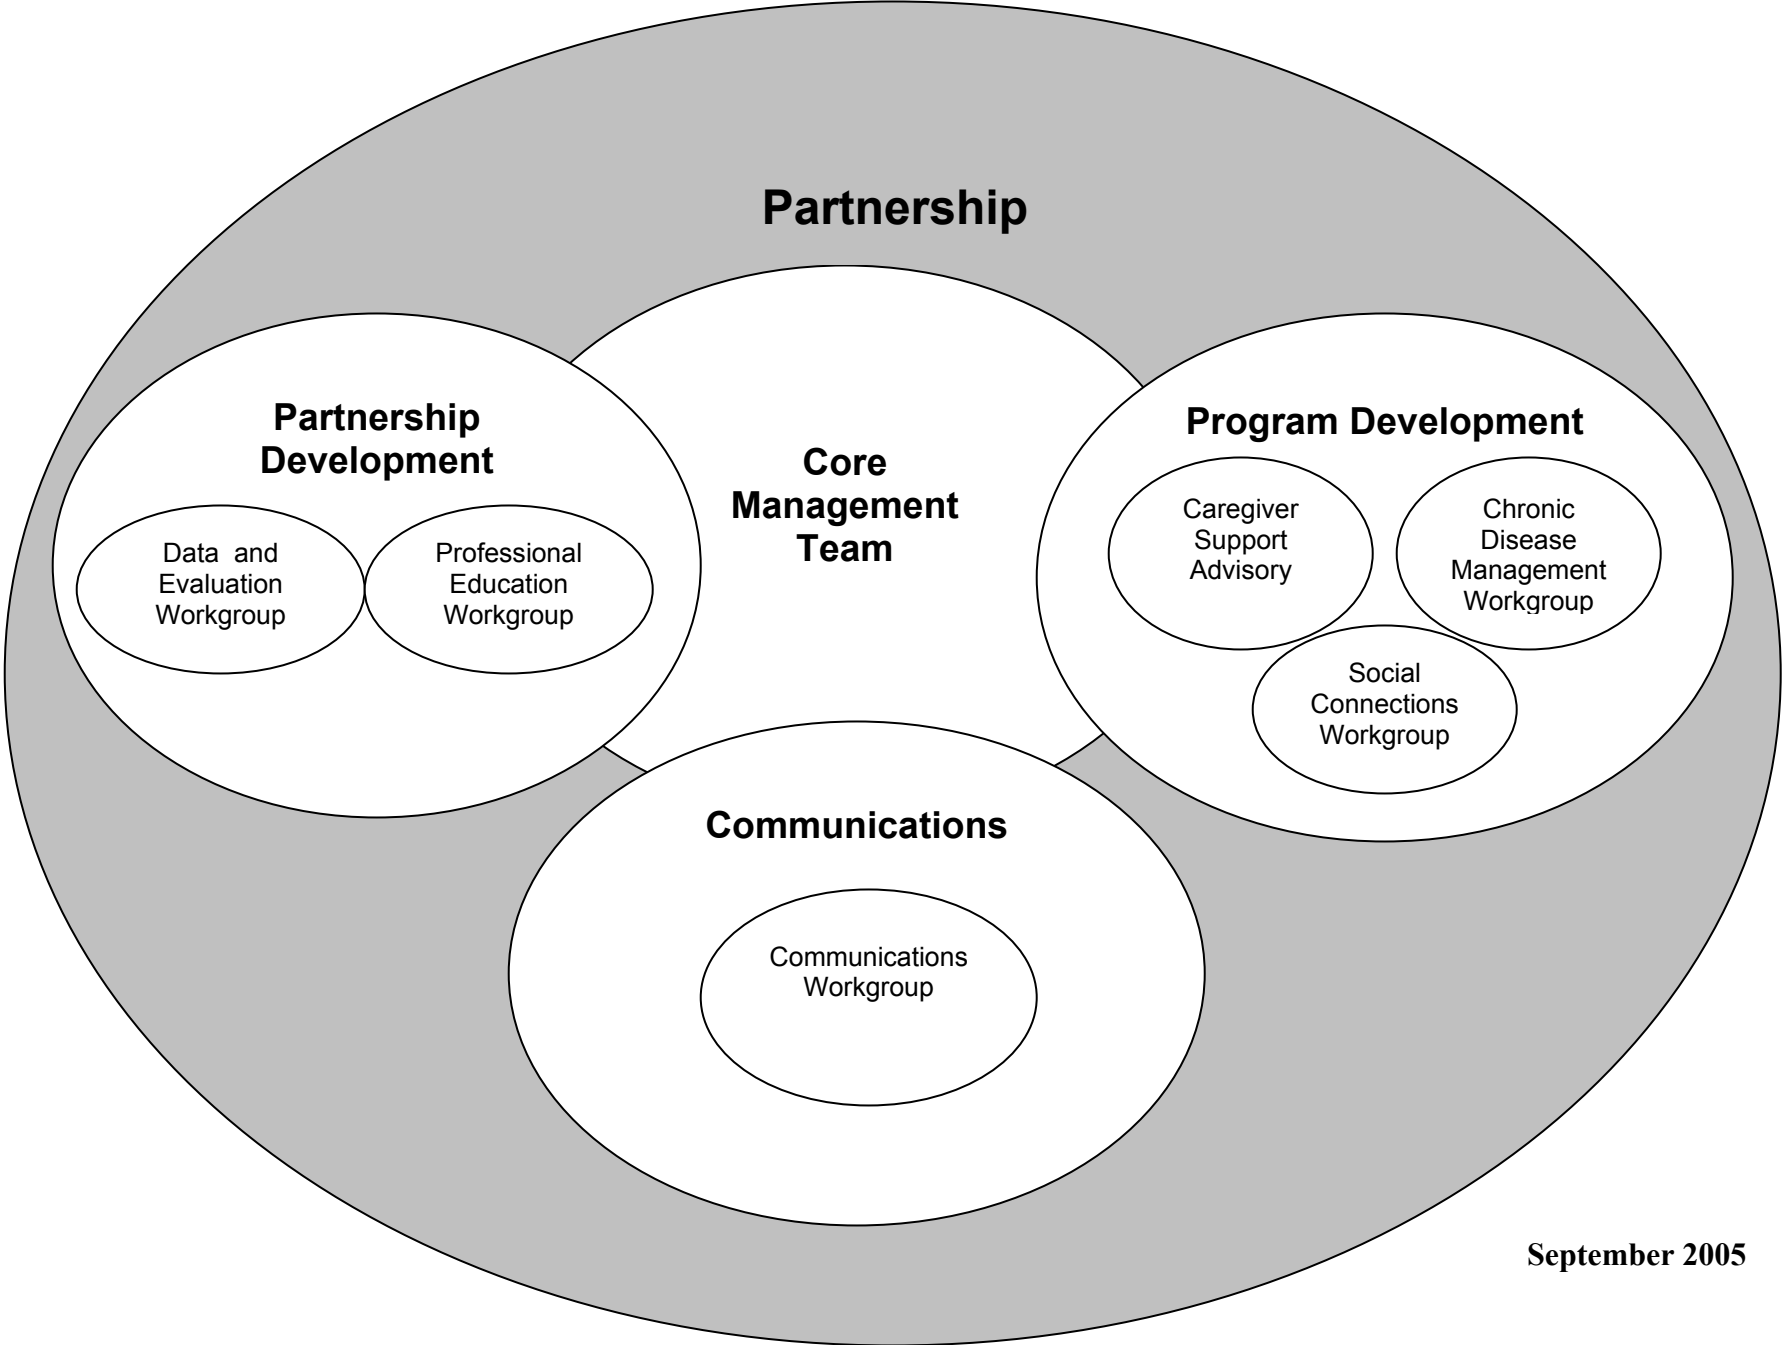 Partnership
Partnership
Development
Data and
Evaluation
Workgroup
Professional
Education
Workgroup
Core
Management
Team
Program Development
Caregiver
Support
Advisory
Chronic
Disease
Management
Workgroup
Social
Connections
Workgroup
Communications
Communications
Workgroup
September 2005